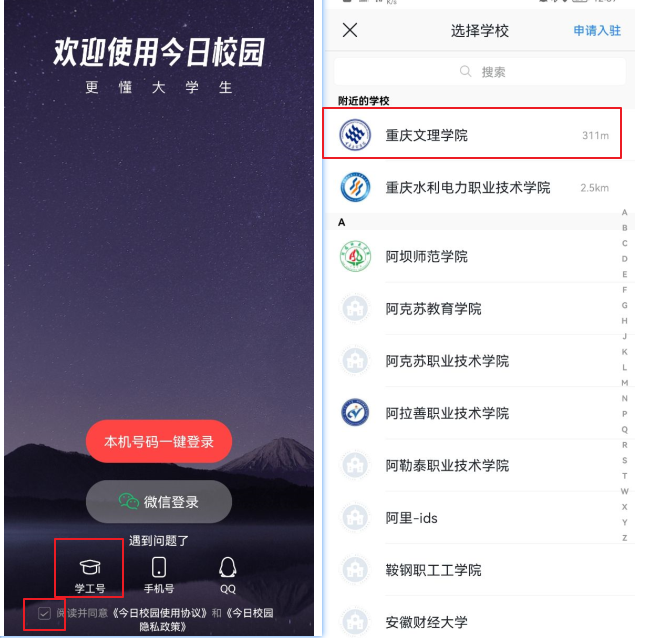 欢迎使用今日校园
更懂大学生
本机号码一键登录
微信登录
遇到问题了
学工号
手机号
QQ
阅读并同意《今日校园使用协议》和《今日校园
隐私政策》
选择学校
申请入驻
搜索
附近的学校
重庆文理学院
311m
重庆水利电力职业技术学院
2.5km
A
阿坝师范学院
阿克苏教育学院
阿克苏职业技术学院
阿拉善职业技术学院
阿勒泰职业技术学院
阿里-ids
鞍钢职工工学院
安徽财经大学
A
B
C
D
E
F
G
H
J
K
L
M
N
P
Q
R
S
T
W
X
Y
Z